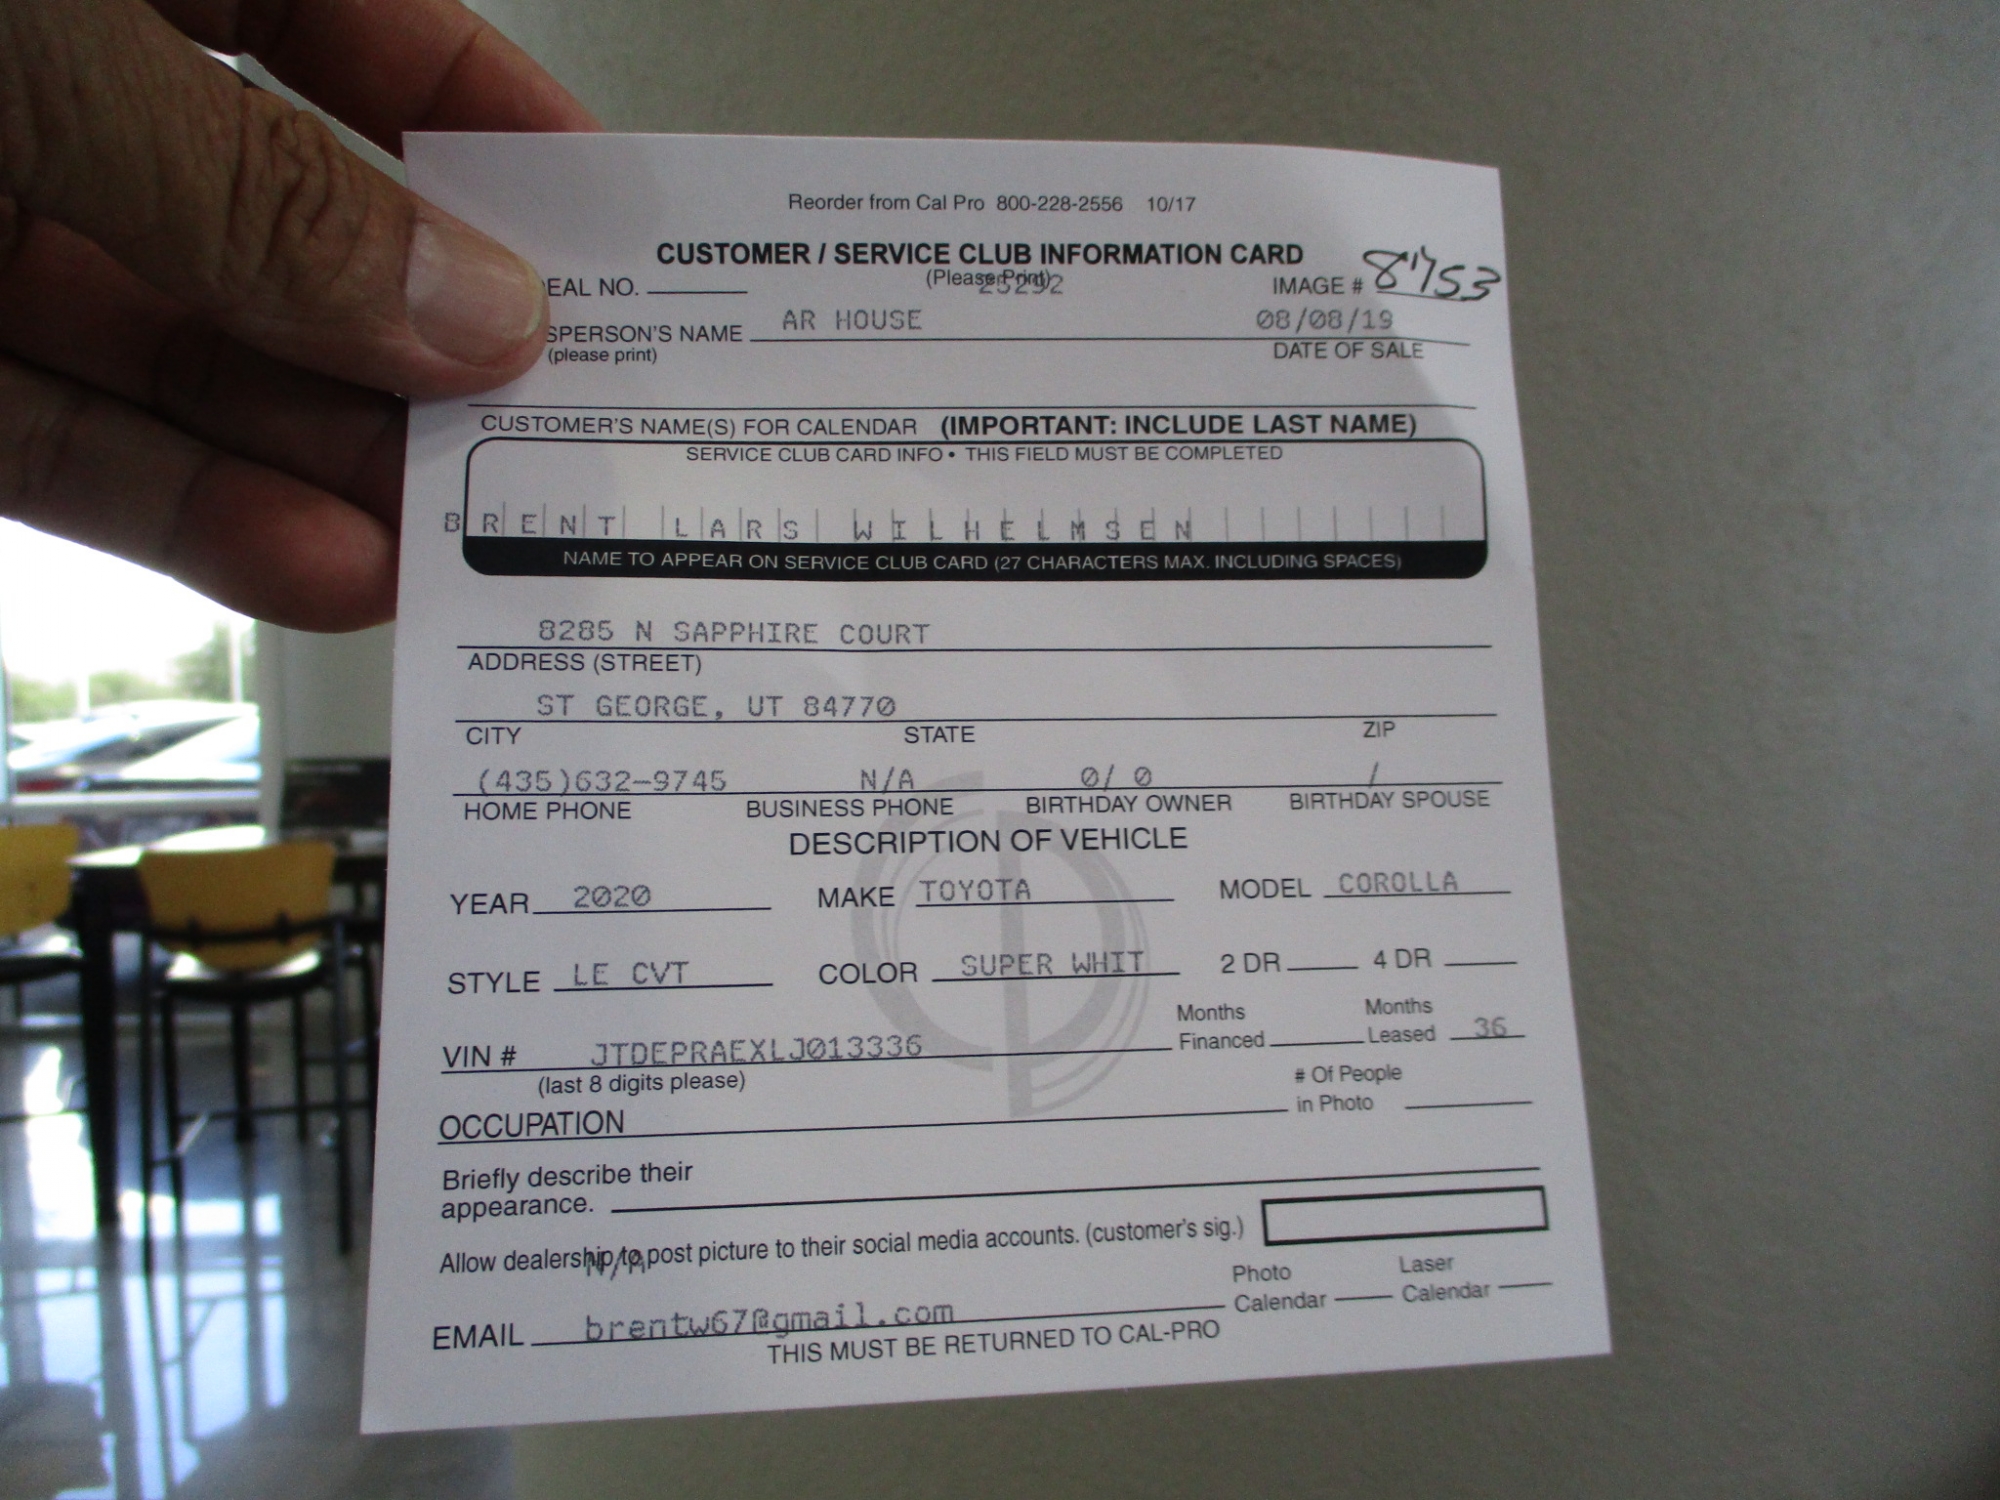 Reorder from Cal Pro 800-228-2556 10/17
CUSTOMER / SERVICE CLUB INFORMATION CARD
(Please Print)
25292
EAL NO. IMAGE # 8753
SPERSON'S NAME AR HOUSE 08/08/19
(please print) DATE OF SALE
CUSTOMER'S NAME(S) FOR CALENDAR (IMPORTANT: INCLUDE LAST NAME)
SERVICE CLUB CARD INFO • THIS FIELD MUST BE COMPLETED
BRENT LARS WILHELMSEN
NAME TO APPEAR ON SERVICE CLUB CARD (27 CHARACTERS MAX. INCLUDING SPACES)
8285 N SAPPHIRE COURT
ADDRESS (STREET)
ST GEORGE, UT 84770
CITY STATE ZIP
(435)632-9745 N/A 0/ 0 /
HOME PHONE BUSINESS PHONE BIRTHDAY OWNER BIRTHDAY SPOUSE
DESCRIPTION OF VEHICLE
YEAR 2020 MAKE TOYOTA MODEL COROLLA
STYLE LE CVT COLOR SUPER WHIT 2 DR 4 DR
Months Months
VIN # JTDEPRAEXLJ013336 Financed Leased 36
(last 8 digits please) # Of People
OCCUPATION in Photo
Briefly describe their
appearance.
Allow dealership to post picture to their social media accounts. (customer's sig.)
N/A
Photo Laser
Calendar Calendar
EMAIL brentw67@gmail.com
THIS MUST BE RETURNED TO CAL-PRO